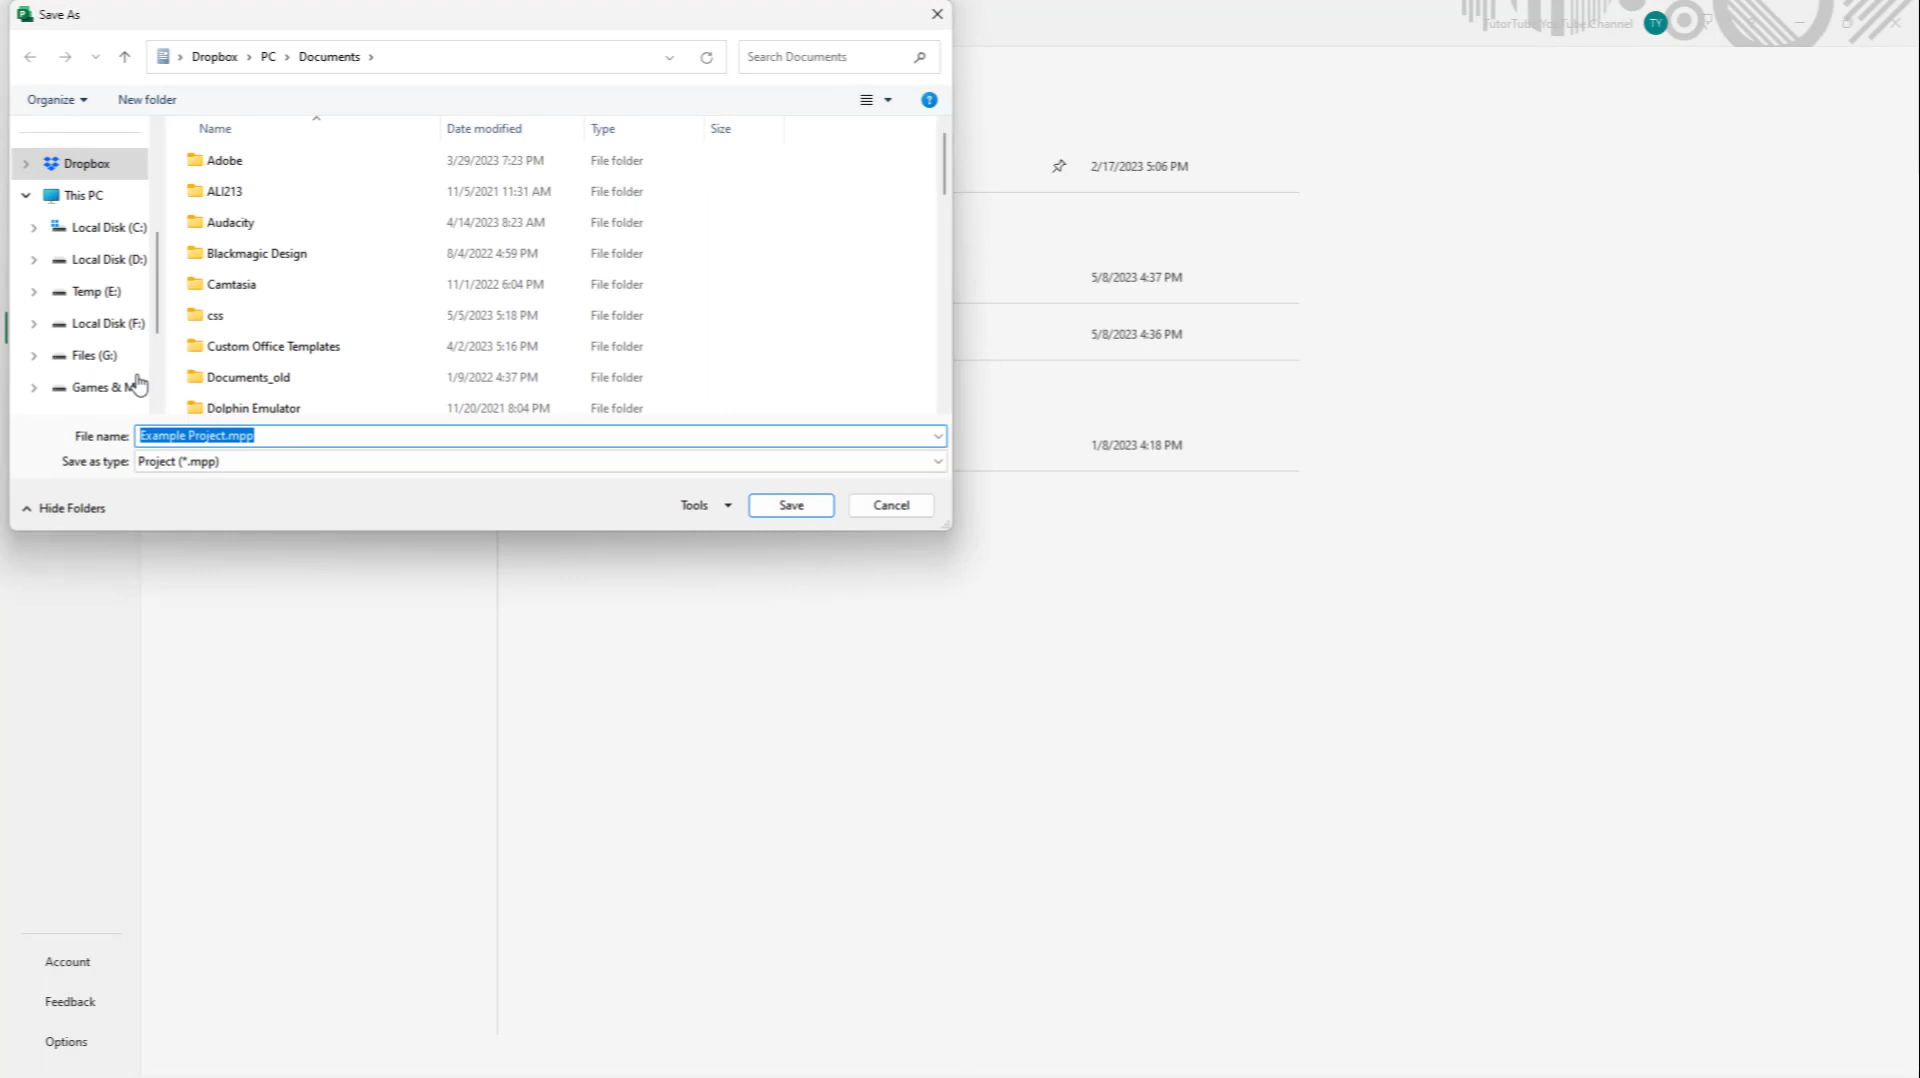 Save As
TutorTube YouTube Channel TY
Dropbox PC Documents
Search Documents
Organize New folder
Name Date modified Type Size
Dropbox
This PC
Local Disk (C:)
Local Disk (D:)
Temp (E:)
Local Disk (F:)
Files (G:)
Games & M
Adobe 3/29/2023 7:23 PM File folder
ALI213 11/5/2021 11:31 AM File folder
Audacity 4/14/2023 8:23 AM File folder
Blackmagic Design 8/4/2022 4:59 PM File folder
Camtasia 11/1/2022 6:04 PM File folder
css 5/5/2023 5:18 PM File folder
Custom Office Templates 4/2/2023 5:16 PM File folder
Documents_old 1/9/2022 4:37 PM File folder
Dolphin Emulator 11/20/2021 8:04 PM File folder
File name: Example Project.mpp
Save as type: Project (*.mpp)
Hide Folders
Tools Save Cancel
2/17/2023 5:06 PM
5/8/2023 4:37 PM
5/8/2023 4:36 PM
1/8/2023 4:18 PM
Account
Feedback
Options